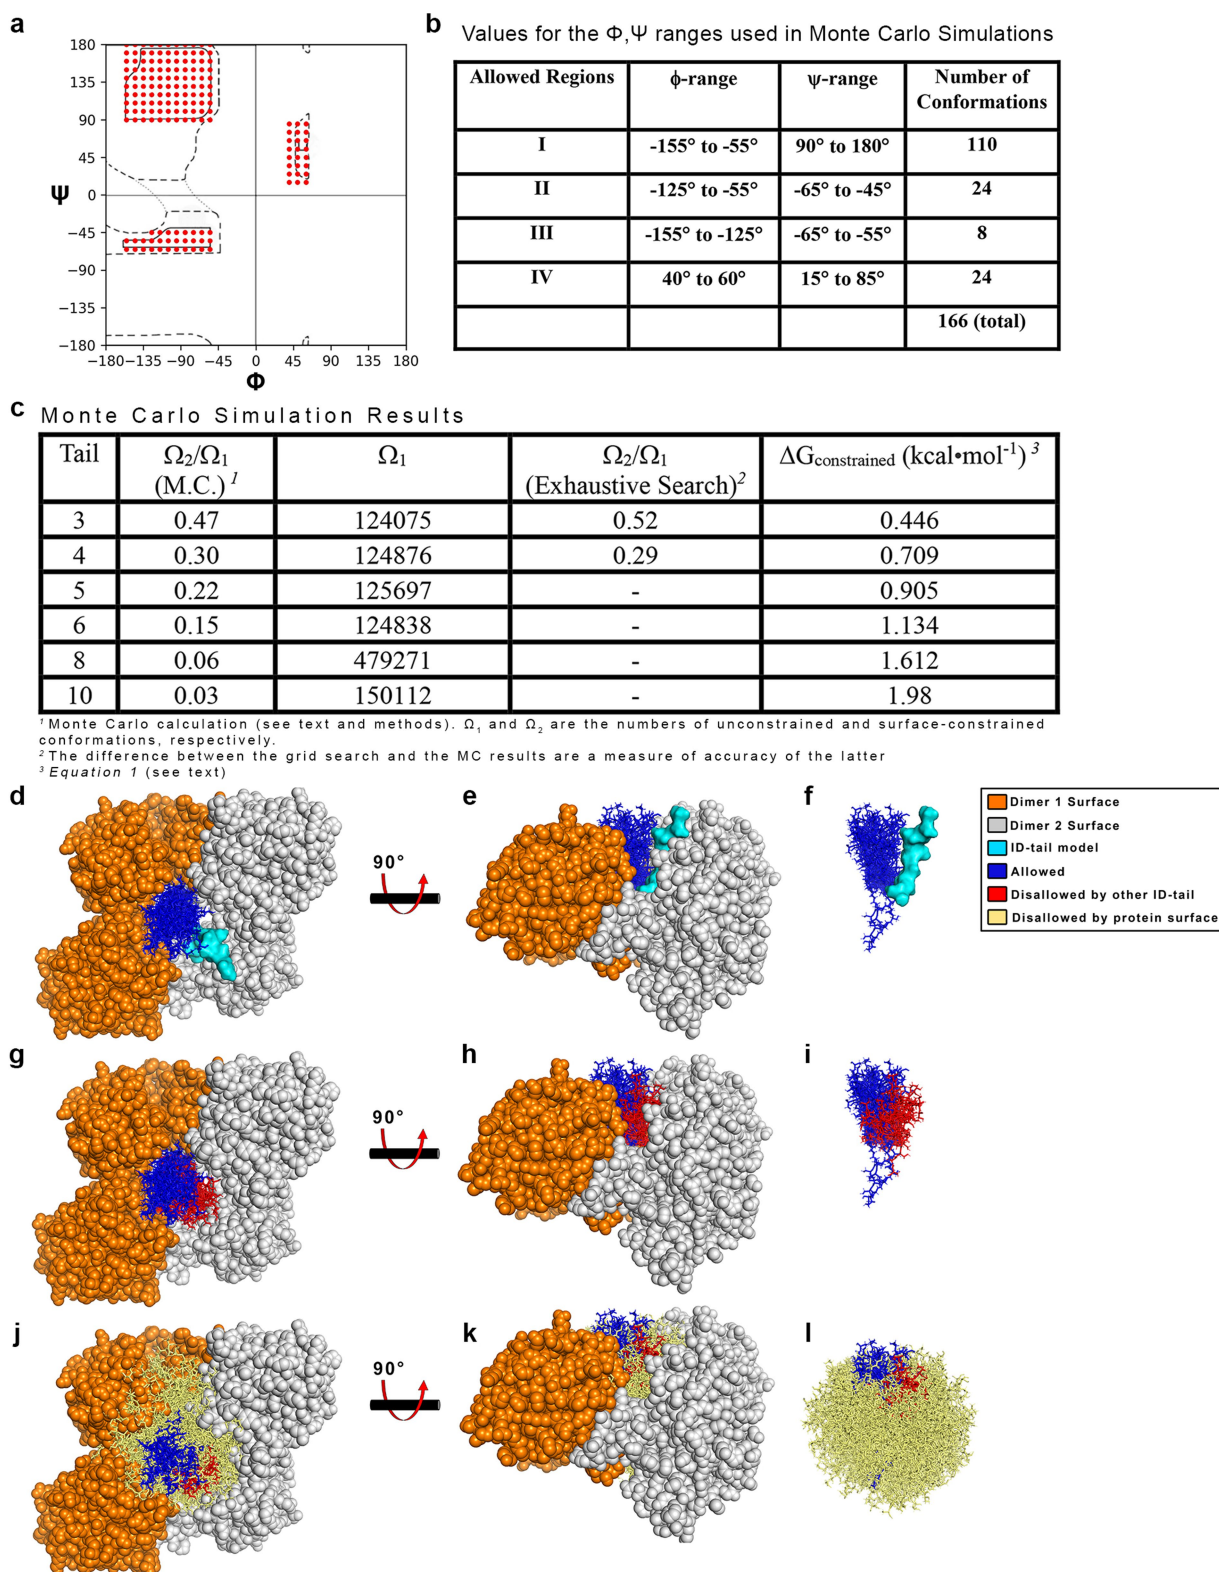 a
180
135
90
45
0
−45
−90
−135
−180
Ψ
−180 −135 −90 −45 0 45 90 135 180
Φ
b
Values for the Φ,Ψ ranges used in Monte Carlo Simulations
Allowed Regions ϕ-range ψ-range Number of Conformations
I -155° to -55° 90° to 180° 110
II -125° to -55° -65° to -45° 24
III -155° to -125° -65° to -55° 8
IV 40° to 60° 15° to 85° 24
166 (total)
c Monte Carlo Simulation Results
Tail Ω2/Ω1 (M.C.) 1 Ω1 Ω2/Ω1 (Exhaustive Search)2 ΔGconstrained (kcal•mol-1) 3
3 0.47 124075 0.52 0.446
4 0.30 124876 0.29 0.709
5 0.22 125697 - 0.905
6 0.15 124838 - 1.134
8 0.06 479271 - 1.612
10 0.03 150112 - 1.98
1 Monte Carlo calculation (see text and methods). Ω1 and Ω2 are the numbers of unconstrained and surface-constrained
conformations, respectively.
2 The difference between the grid search and the MC results are a measure of accuracy of the latter
3 Equation 1 (see text)
d
90°
e
f
Dimer 1 Surface
Dimer 2 Surface
ID-tail model
Allowed
Disallowed by other ID-tail
Disallowed by protein surface
g
90°
h
i
j
90°
k
l